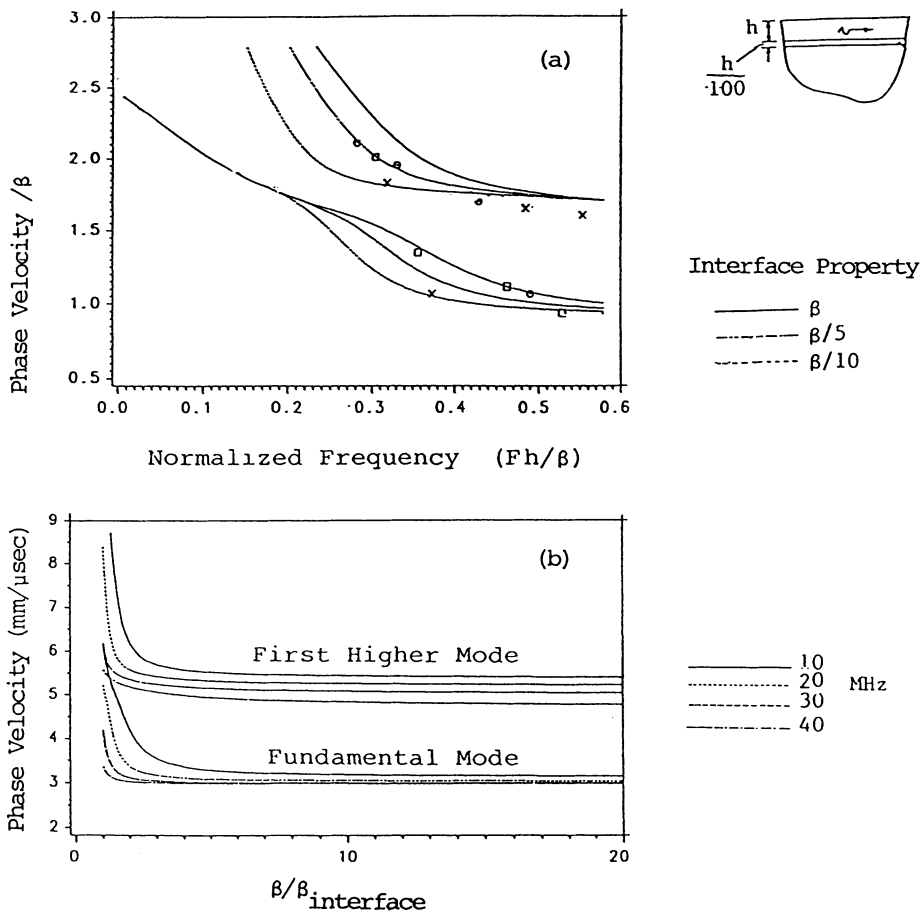 3.0
2.5
2.0
1.5
1.0
0.5
Phase Velocity /β
(a)
0.0 0.1 0.2 0.3 0.4 0.5 0.6
Normalized Frequency (Fh/β)
h
h
100
Interface Property
β
β/5
β/10
9
8
7
6
5
4
3
2
Phase Velocity (mm/μsec)
(b)
First Higher Mode
Fundamental Mode
0 10 20
β/βinterface
10
20 MHz
30
40